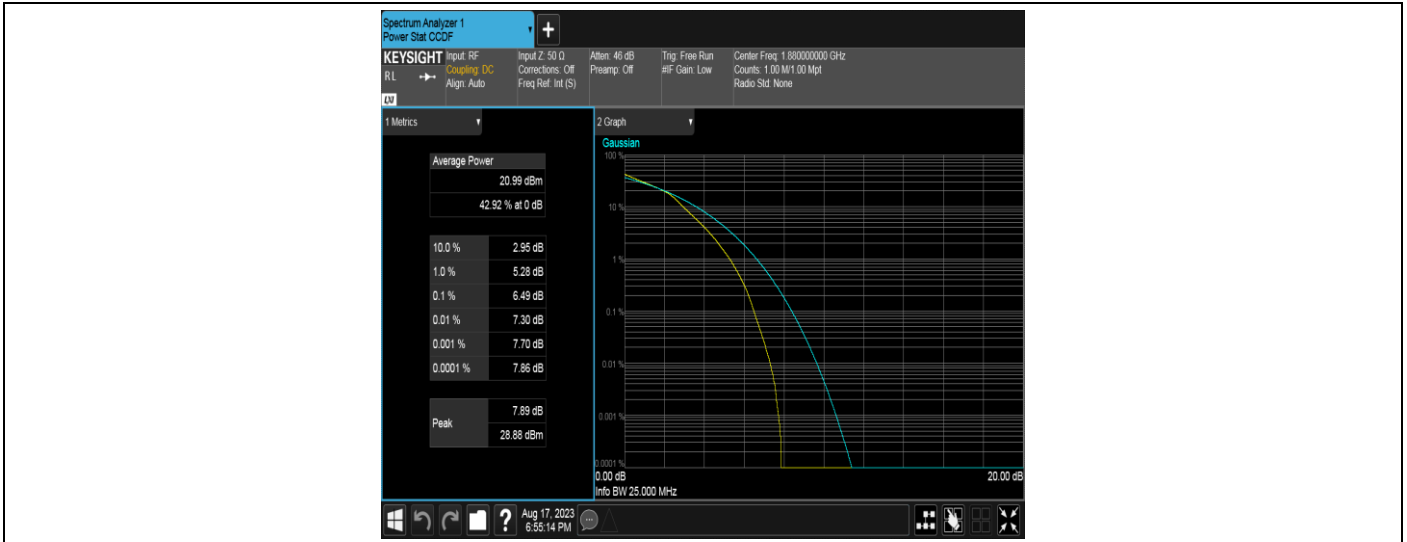 Spectrum Analyzer 1
Power Stat CCDF
+
KEYSIGHT
RL
LXI
Input: RF
Coupling: DC
Align: Auto
Input Z: 50 Ω
Corrections: Off
Freq Ref: Int (S)
Atten: 46 dB
Preamp: Off
Trig: Free Run
#IF Gain: Low
Center Freq: 1.880000000 GHz
Counts: 1.00 M/1.00 Mpt
Radio Std: None
1 Metrics
Average Power
20.99 dBm
42.92 % at 0 dB
10.0 % 2.95 dB
1.0 % 5.28 dB
0.1 % 6.49 dB
0.01 % 7.30 dB
0.001 % 7.70 dB
0.0001 % 7.86 dB
Peak
7.89 dB
28.88 dBm
2 Graph
Gaussian
100 %
10 %
1 %
0.1 %
0.01 %
0.001 %
0.0001 %
0.00 dB 20.00 dB
Info BW 25.000 MHz
?
Aug 17, 2023
6:55:14 PM